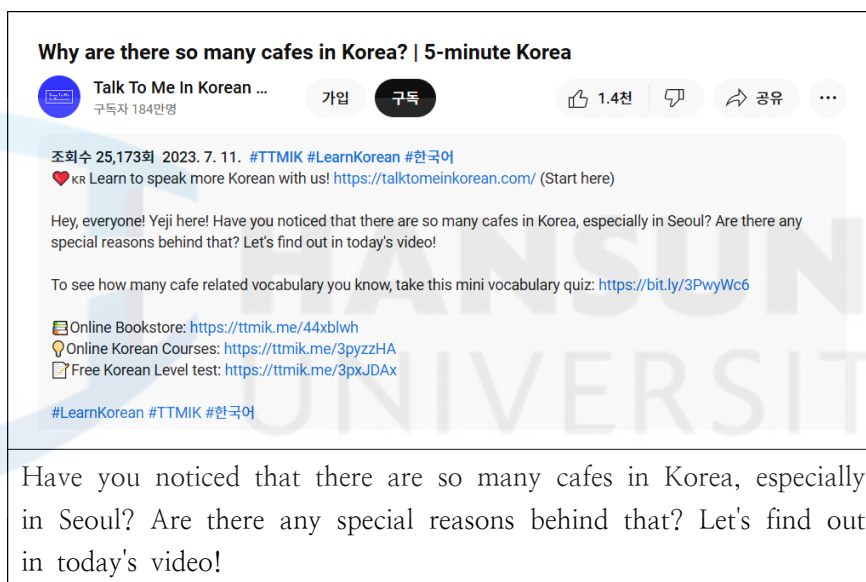 Why are there so many cafes in Korea? | 5-minute Korea
Talk To Me In Korean ...
구독자 184만명
가입
구독
1.4천
공유
조회수 25,173회 2023. 7. 11. #TTMIK #LearnKorean #한국어
KR Learn to speak more Korean with us! https://talktomeinkorean.com/ (Start here)
Hey, everyone! Yeji here! Have you noticed that there are so many cafes in Korea, especially in Seoul? Are there any
special reasons behind that? Let's find out in today's video!
To see how many cafe related vocabulary you know, take this mini vocabulary quiz: https://bit.ly/3PwyWc6
Online Bookstore: https://ttmik.me/44xblwh
Online Korean Courses: https://ttmik.me/3pyzzHA
Free Korean Level test: https://ttmik.me/3pxJDAx
#LearnKorean #TTMIK #한국어
HANSUN
UNIVERSIT
Have you noticed that there are so many cafes in Korea, especially
in Seoul? Are there any special reasons behind that? Let's find out
in today's video!